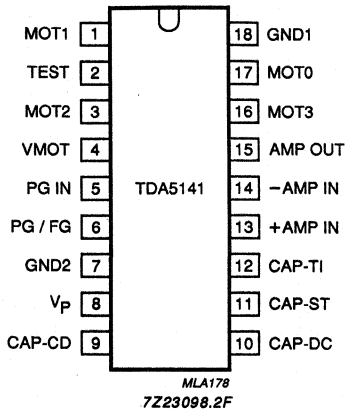 MOT1 1 18 GND1
TEST 2 17 MOT0
MOT2 3 16 MOT3
VMOT 4 15 AMP OUT
PG IN 5 TDA5141 14 −AMP IN
PG / FG 6 13 +AMP IN
GND2 7 12 CAP-TI
VP 8 11 CAP-ST
CAP-CD 9 10 CAP-DC
MLA178
7Z23098.2F